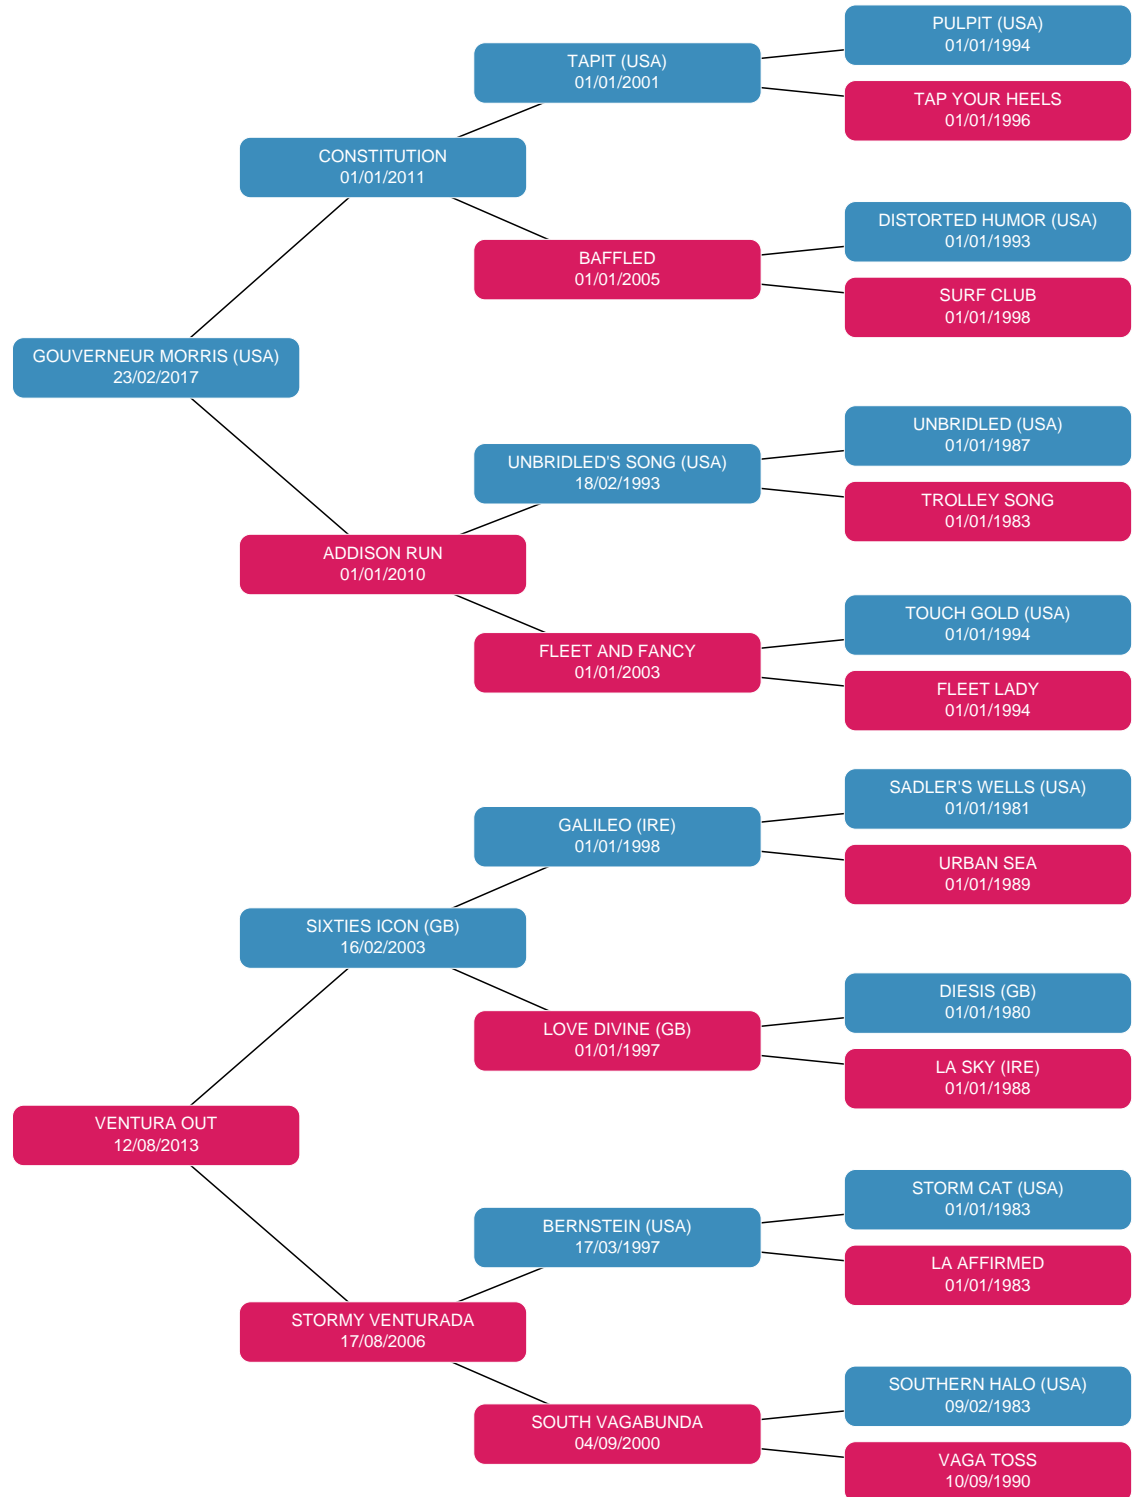 PULPIT (USA)
01/01/1994
TAPIT (USA)
01/01/2001
TAP YOUR HEELS
01/01/1996
CONSTITUTION
01/01/2011
DISTORTED HUMOR (USA)
01/01/1993
BAFFLED
01/01/2005
SURF CLUB
01/01/1998
GOUVERNEUR MORRIS (USA)
23/02/2017
UNBRIDLED (USA)
01/01/1987
UNBRIDLED'S SONG (USA)
18/02/1993
TROLLEY SONG
01/01/1983
ADDISON RUN
01/01/2010
TOUCH GOLD (USA)
01/01/1994
FLEET AND FANCY
01/01/2003
FLEET LADY
01/01/1994
SADLER'S WELLS (USA)
01/01/1981
GALILEO (IRE)
01/01/1998
URBAN SEA
01/01/1989
SIXTIES ICON (GB)
16/02/2003
DIESIS (GB)
01/01/1980
LOVE DIVINE (GB)
01/01/1997
LA SKY (IRE)
01/01/1988
VENTURA OUT
12/08/2013
STORM CAT (USA)
01/01/1983
BERNSTEIN (USA)
17/03/1997
LA AFFIRMED
01/01/1983
STORMY VENTURADA
17/08/2006
SOUTHERN HALO (USA)
09/02/1983
SOUTH VAGABUNDA
04/09/2000
VAGA TOSS
10/09/1990